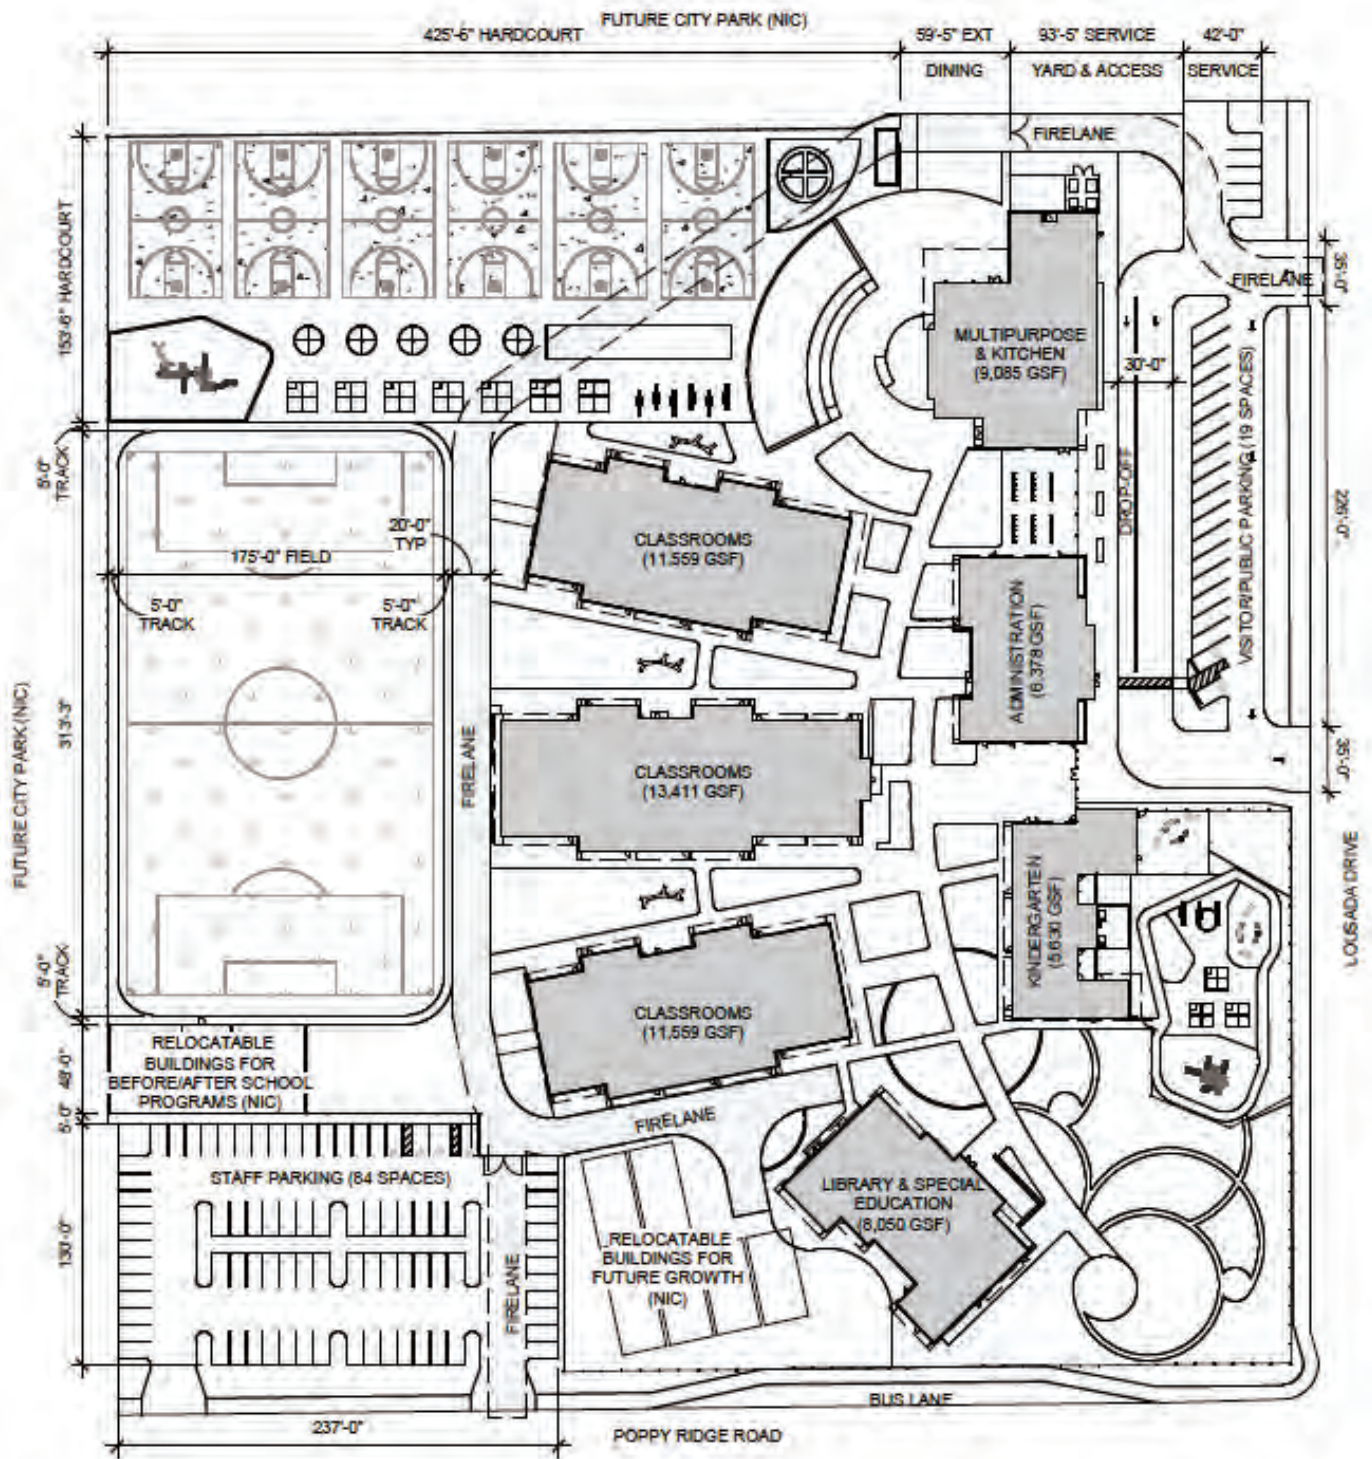 FUTURE CITY PARK (NIC)
425'-6" HARDCOURT
59'-5" EXT
DINING
93'-5" SERVICE
YARD & ACCESS
42'-0"
SERVICE
FIRELANE
153'-6" HARDCOURT
35'-0"
FIRELANE
MULTIPURPOSE
& KITCHEN
(9,085 GSF)
30'-0"
VISITOR/PUBLIC PARKING (19 SPACES)
DROP-OFF
226'-0"
5'-0"
TRACK
20'-0"
TYP
175'-0" FIELD
5'-0"
TRACK
5'-0"
TRACK
CLASSROOMS
(11,559 GSF)
ADMINISTRATION
(6,378 GSF)
FUTURE CITY PARK (NIC)
313'-3"
FIRELANE
CLASSROOMS
(13,411 GSF)
35'-0"
LOUSADA DRIVE
KINDERGARTEN
(5,630 GSF)
5'-0"
TRACK
CLASSROOMS
(11,559 GSF)
48'-0"
RELOCATABLE
BUILDINGS FOR
BEFORE/AFTER SCHOOL
PROGRAMS (NIC)
5'-0"
FIRELANE
STAFF PARKING (84 SPACES)
LIBRARY & SPECIAL
EDUCATION
(8,050 GSF)
130'-0"
FIRELANE
RELOCATABLE
BUILDINGS FOR
FUTURE GROWTH
(NIC)
BUS LANE
237'-0"
POPPY RIDGE ROAD